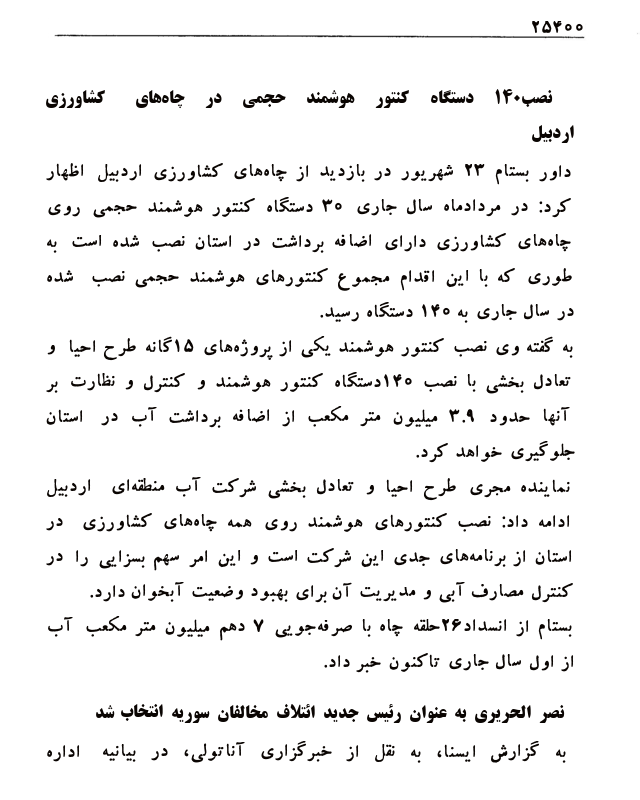 ۲۵۴۰۰
نصب۱۴۰ دستگاه کنتور هوشمند حجمی در چاه‌های کشاورزی
اردبیل
داور بستام ۲۳ شهریور در بازدید از چاه‌های کشاورزی اردبیل اظهار
کرد: در مردادماه سال جاری ۳۰ دستگاه کنتور هوشمند حجمی روی
چاه‌های کشاورزی دارای اضافه برداشت در استان نصب شده است به
طوری که با این اقدام مجموع کنتورهای هوشمند حجمی نصب شده
در سال جاری به ۱۴۰ دستگاه رسید.
به گفته وی نصب کنتور هوشمند یکی از پروژه‌های ۱۵گانه طرح احیا و
تعادل بخشی با نصب ۱۴۰دستگاه کنتور هوشمند و کنترل و نظارت بر
آنها حدود ۳.۹ میلیون متر مکعب از اضافه برداشت آب در استان
جلوگیری خواهد کرد.
نماینده مجری طرح احیا و تعادل بخشی شرکت آب منطقه‌ای اردبیل
ادامه داد: نصب کنتورهای هوشمند روی همه چاه‌های کشاورزی در
استان از برنامه‌های جدی این شرکت است و این امر سهم بسزایی را در
کنترل مصارف آبی و مدیریت آن برای بهبود وضعیت آبخوان دارد.
بستام از انسداد۲۶حلقه چاه با صرفه‌جویی ۷ دهم میلیون متر مکعب آب
از اول سال جاری تاکنون خبر داد.
نصر الحریری به عنوان رئیس جدید ائتلاف مخالفان سوریه انتخاب شد
به گزارش ایسنا، به نقل از خبرگزاری آناتولی، در بیانیه اداره